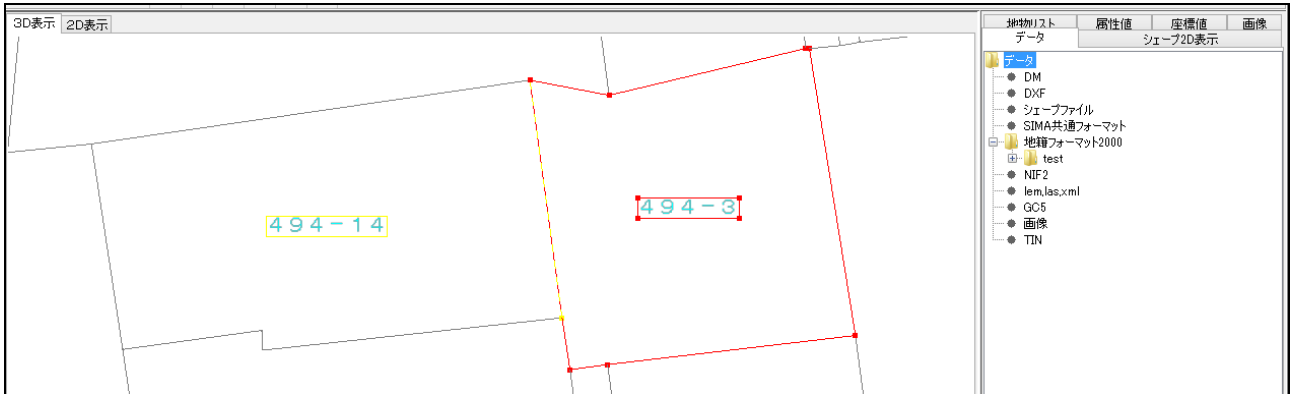 3D表示 2D表示
地物リスト 属性値 座標値 画像
データ シェープ2D表示
データ
DM
DXF
シェープファイル
SIMA共通フォーマット
地籍フォーマット2000
test
NIF2
lem,las,xml
GC5
画像
TIN
494-14
494-3